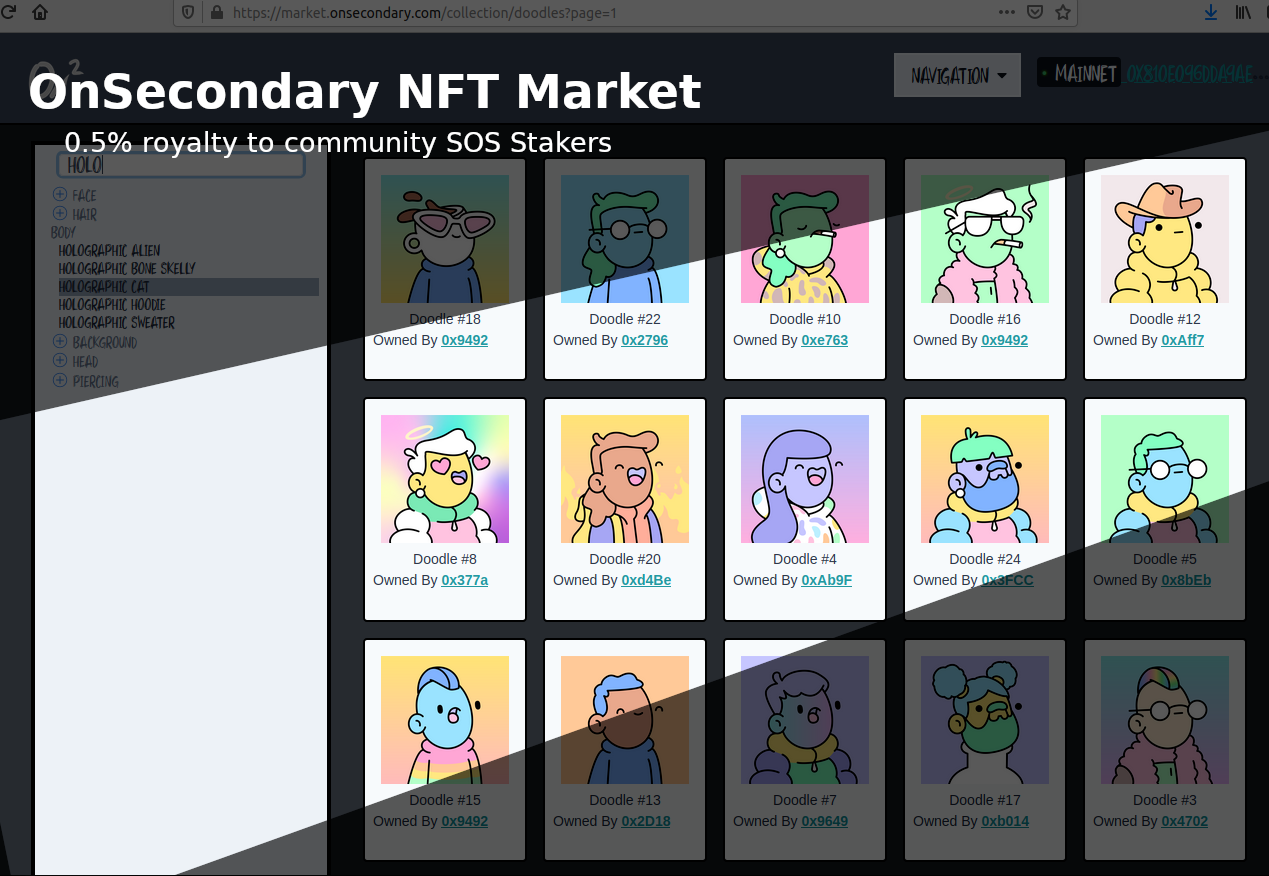 https://market.onsecondary.com/collection/doodles?page=1
O2
OnSecondary NFT Market
NAVIGATION
MAINNET
0X810E096DDA9AE...
0.5% royalty to community SOS Stakers
HOLO
FACE
HAIR
BODY
HOLOGRAPHIC ALIEN
HOLOGRAPHIC BONE SKELLY
HOLOGRAPHIC CAT
HOLOGRAPHIC HOODIE
HOLOGRAPHIC SWEATER
BACKGROUND
HEAD
PIERCING
Doodle #18
Owned By 0x9492
Doodle #22
Owned By 0x2796
Doodle #10
Owned By 0xe763
Doodle #16
Owned By 0x9492
Doodle #12
Owned By 0xAff7
Doodle #8
Owned By 0x377a
Doodle #20
Owned By 0xd4Be
Doodle #4
Owned By 0xAb9F
Doodle #24
Owned By 0x3FCC
Doodle #5
Owned By 0x8bEb
Doodle #15
Owned By 0x9492
Doodle #13
Owned By 0x2D18
Doodle #7
Owned By 0x9649
Doodle #17
Owned By 0xb014
Doodle #3
Owned By 0x4702